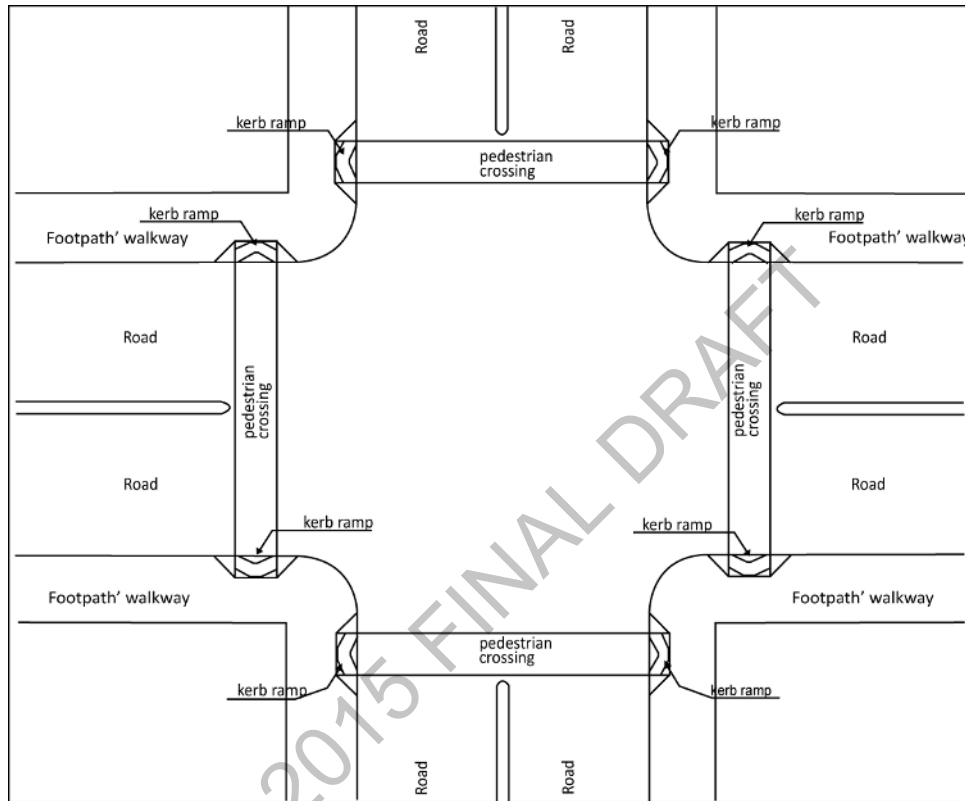 Road
Road
kerb ramp
kerb ramp
pedestrian
crossing
kerb ramp
kerb ramp
Footpath' walkway
Footpath' walkway
Road
Road
pedestrian
crossing
pedestrian
crossing
Road
Road
kerb ramp
kerb ramp
Footpath' walkway
Footpath' walkway
pedestrian
crossing
kerb ramp
kerb ramp
Road
Road
2015 FINAL DRAFT